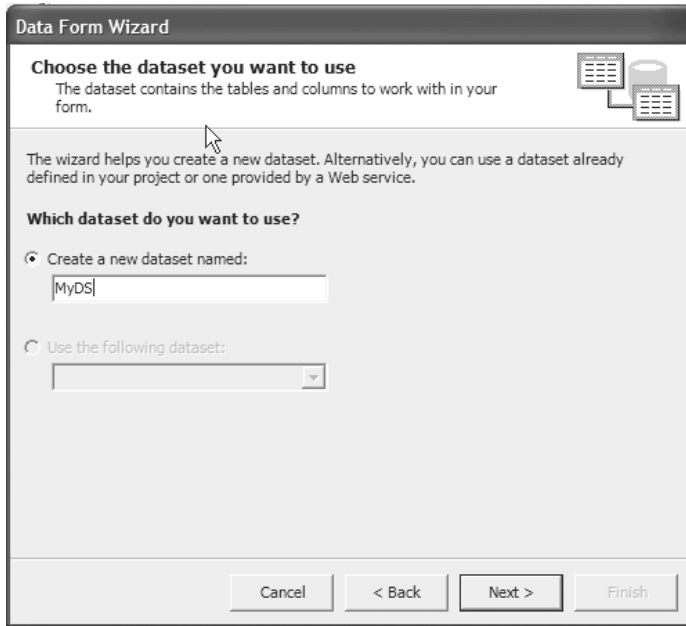 Data Form Wizard
Choose the dataset you want to use
The dataset contains the tables and columns to work with in your
form.
The wizard helps you create a new dataset. Alternatively, you can use a dataset already
defined in your project or one provided by a Web service.
Which dataset do you want to use?
Create a new dataset named:
MyDS
Use the following dataset:
Cancel
< Back
Next >
Finish